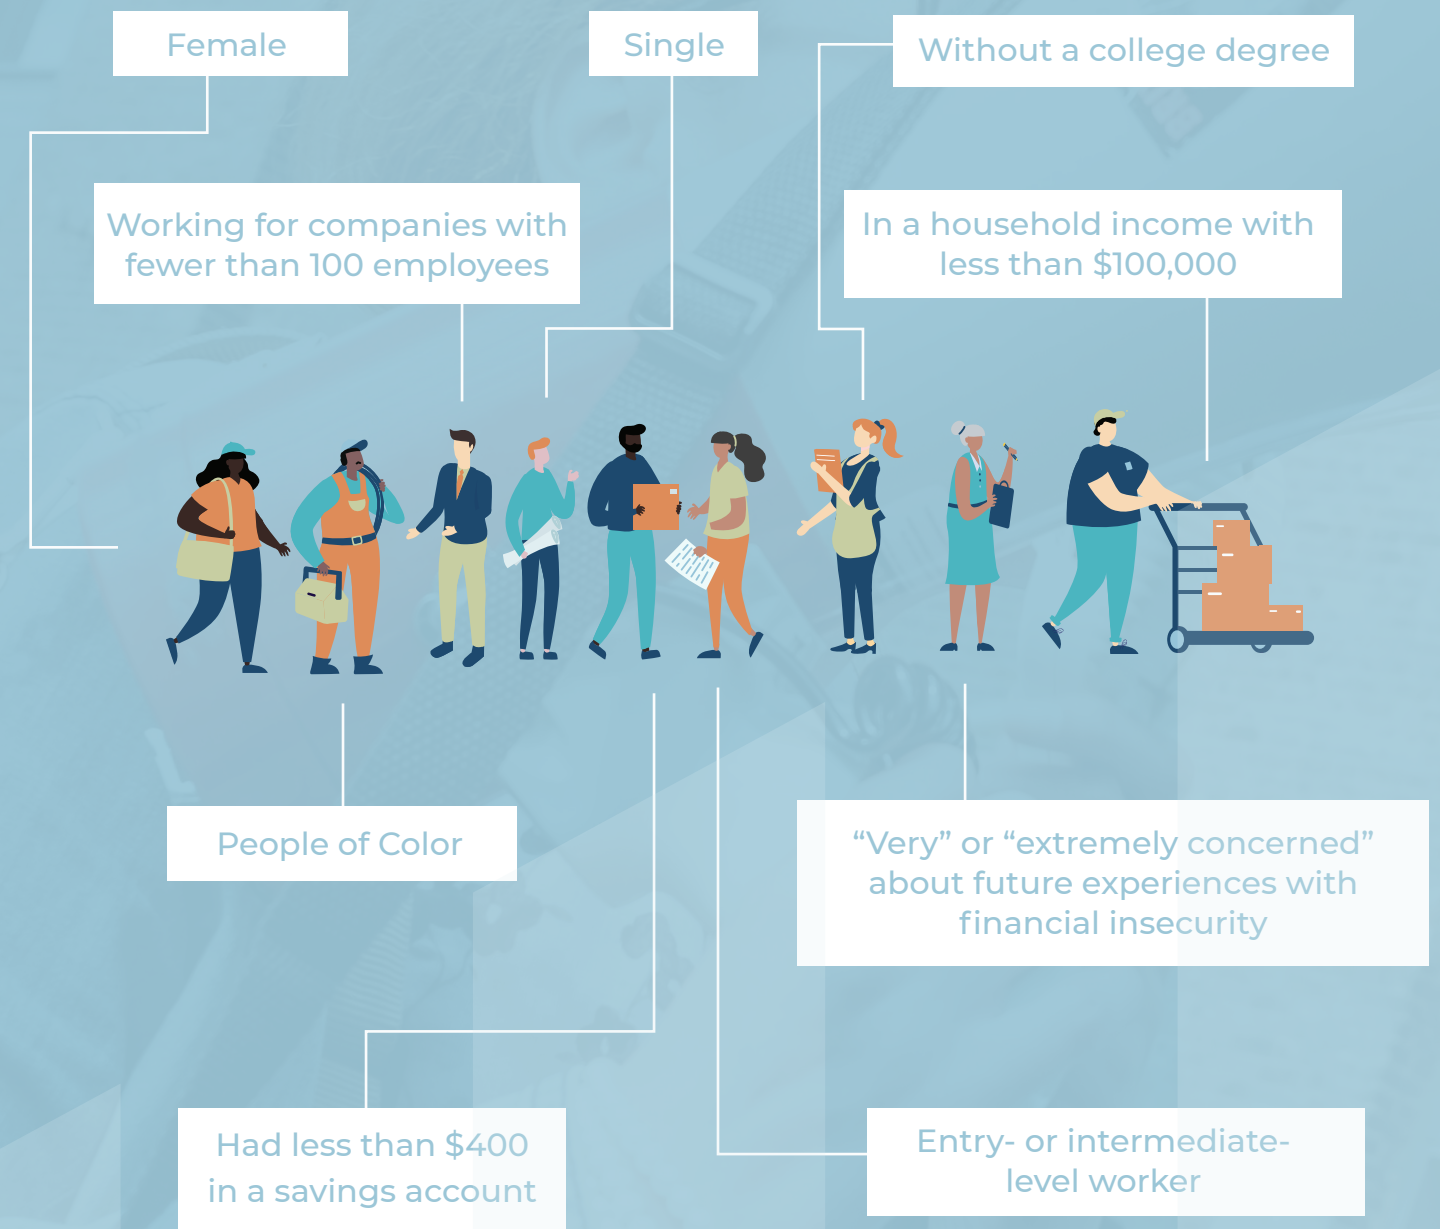 Female
Single
Without a college degree
Working for companies with
fewer than 100 employees
In a household income with
less than $100,000
People of Color
“Very” or “extremely concerned”
about future experiences with
financial insecurity
Had less than $400
in a savings account
Entry- or intermediate-
level worker